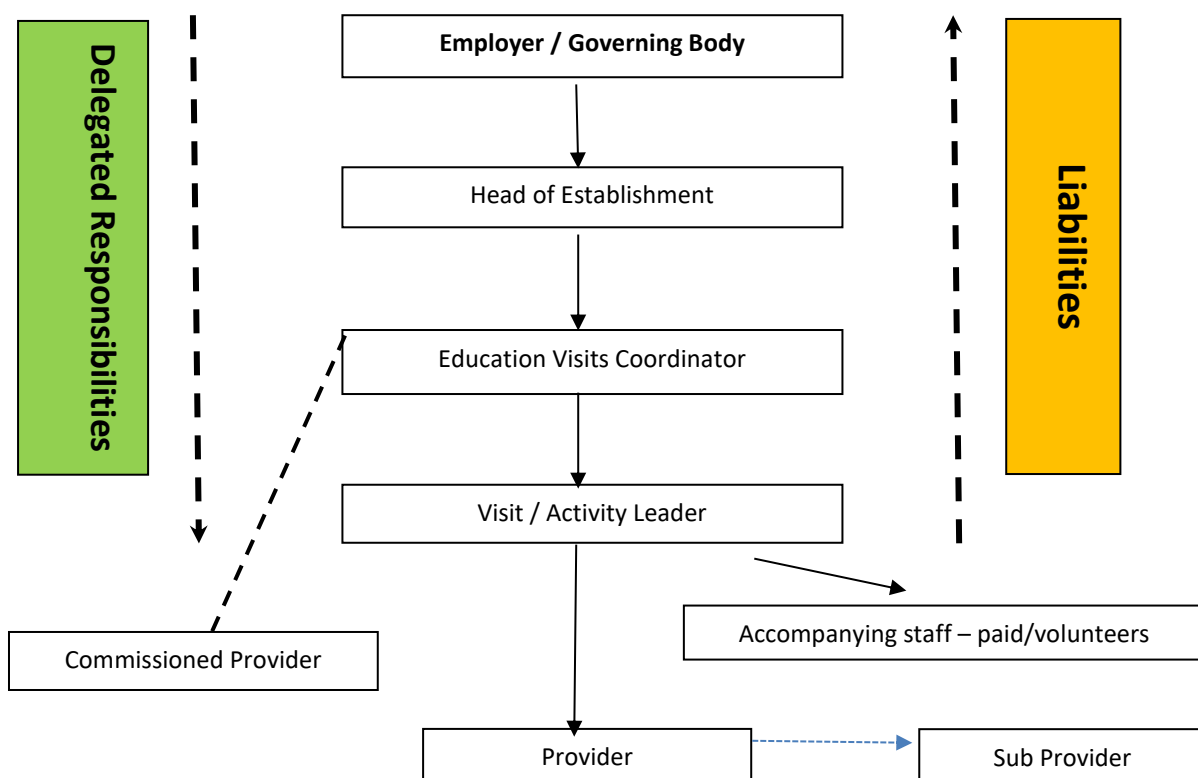 Delegated Responsibilities
Employer / Governing Body
Liabilities
Head of Establishment
Education Visits Coordinator
Visit / Activity Leader
Accompanying staff – paid/volunteers
Commissioned Provider
Provider
Sub Provider